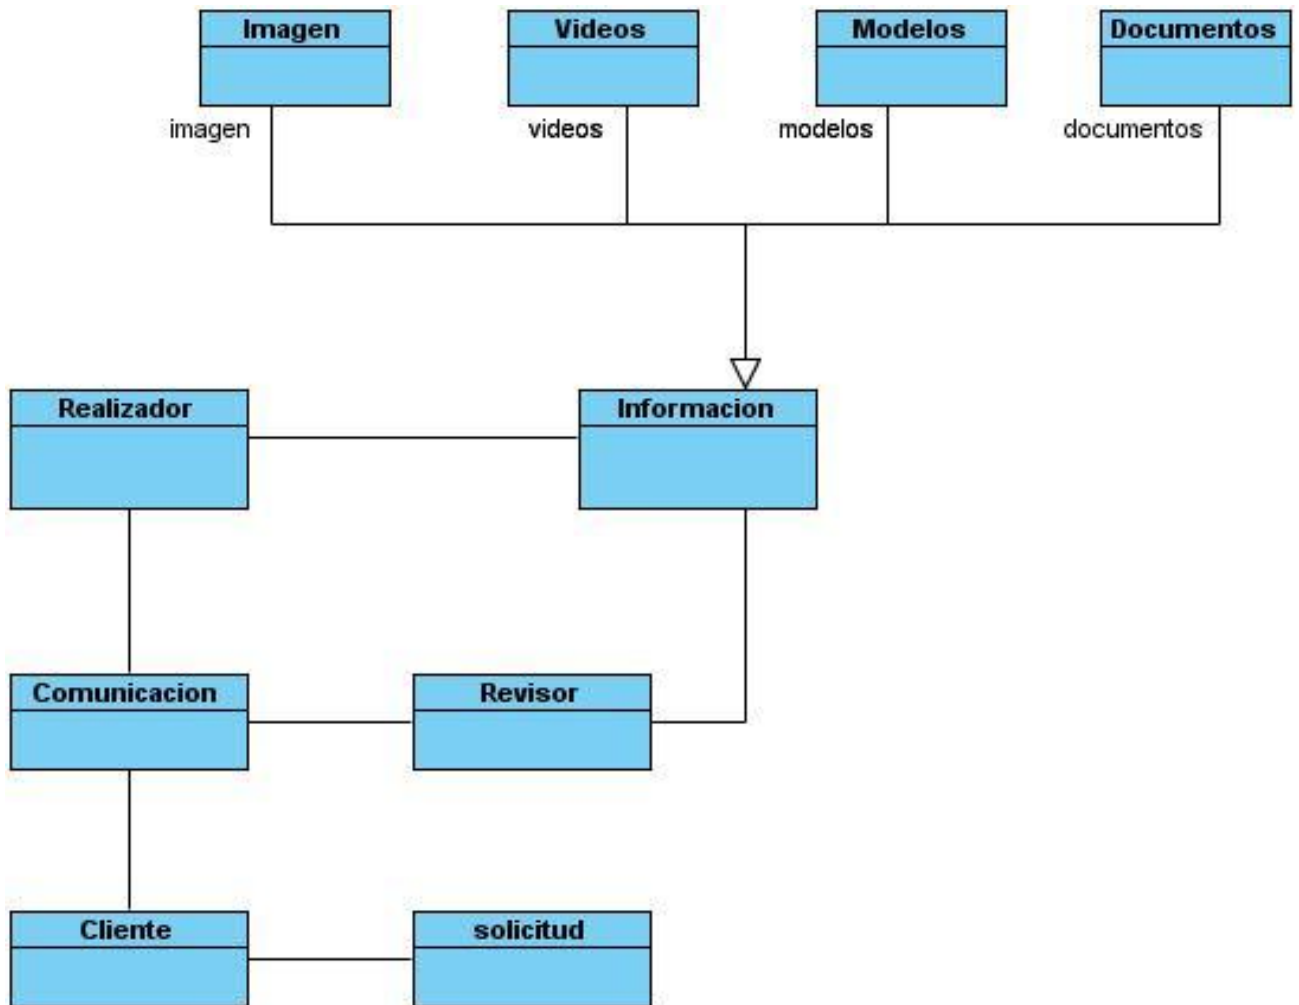 Imagen
Videos
Modelos
Documentos
imagen
videos
modelos
documentos
Realizador
Informacion
Comunicacion
Revisor
Cliente
solicitud